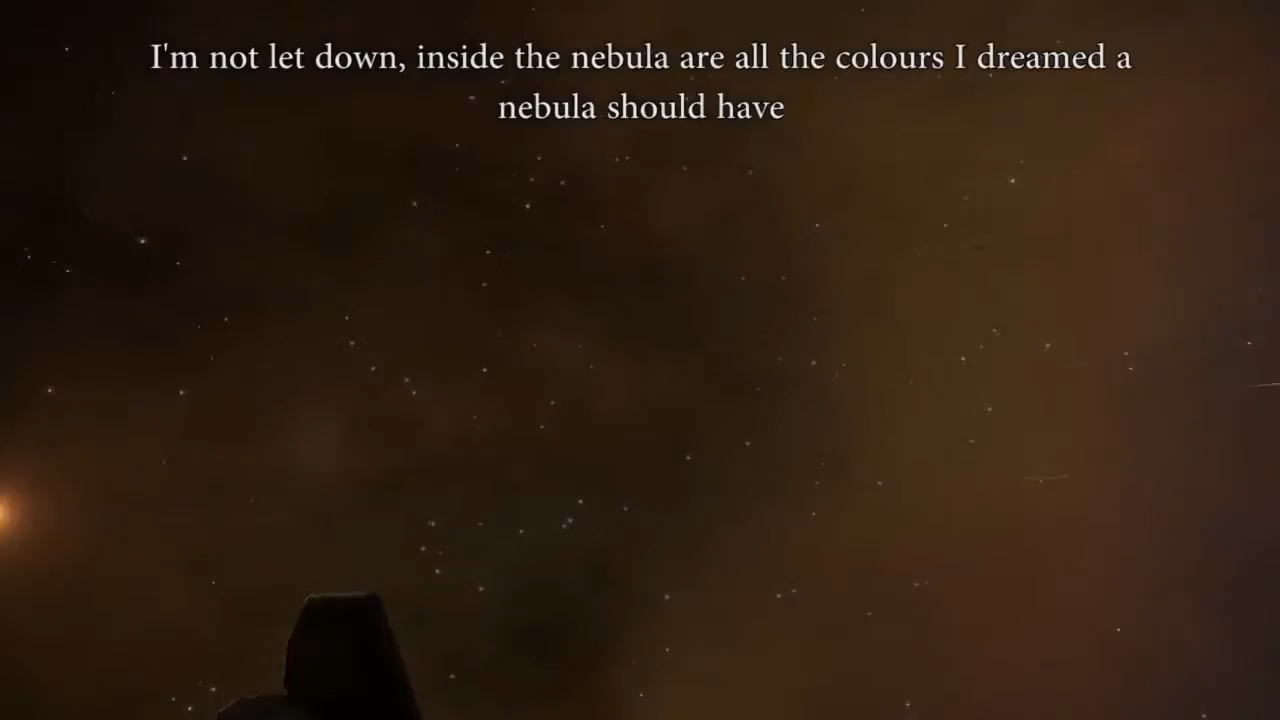 I'm not let down, inside the nebula are all the colours I dreamed a
nebula should have